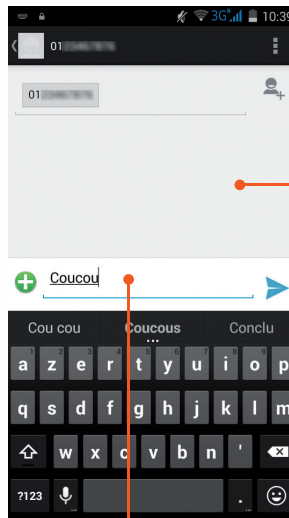 3G 10:39
01
01
Coucou
Cou cou Coucous Conclu
a z e r t y u i o p
q s d f g h j k l m
w x c v b n '
?123 .